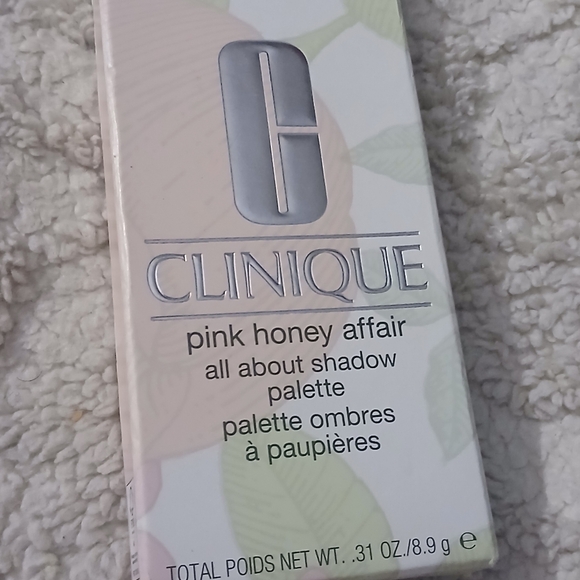 C
CLINIQUE
pink honey affair
all about shadow
palette
palette ombres
à paupières
TOTAL POIDS NET WT. .31 OZ./8.9 g ℮